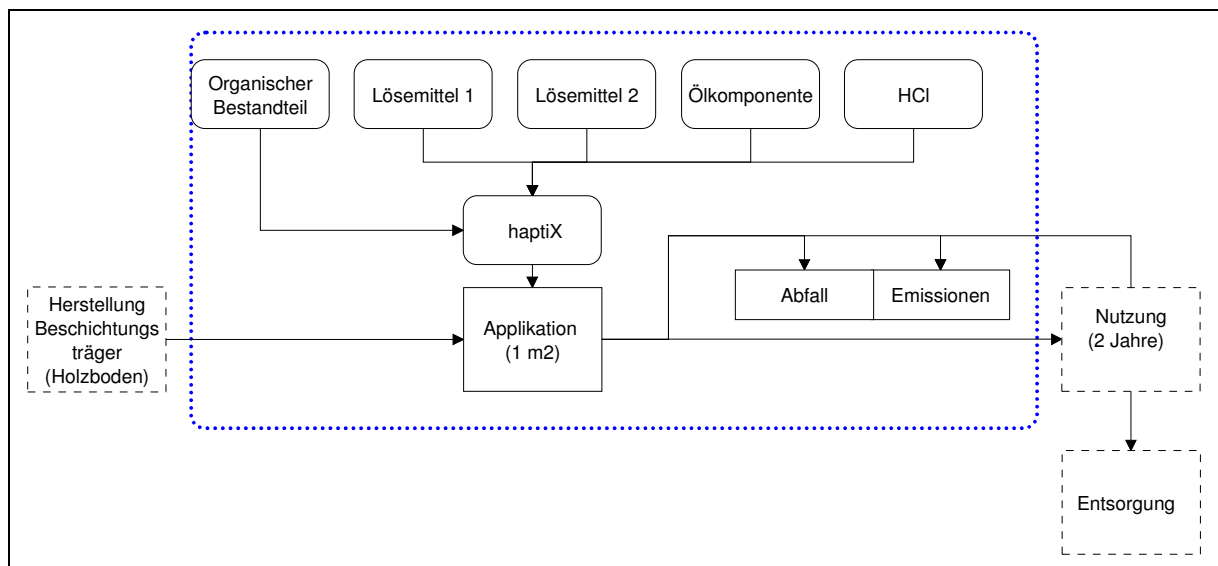 Organischer
Bestandteil
Lösemittel 1
Lösemittel 2
Ölkomponente
HCl
haptiX
Abfall
Emissionen
Herstellung
Beschichtungs
träger
(Holzboden)
Applikation
(1 m2)
Nutzung
(2 Jahre)
Entsorgung